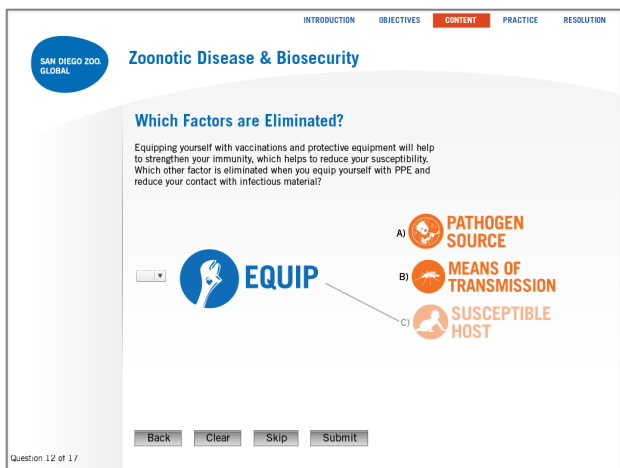 INTRODUCTION OBJECTIVES CONTENT PRACTICE RESOLUTION
SAN DIEGO ZOO.
GLOBAL
Zoonotic Disease & Biosecurity
Which Factors are Eliminated?
Equipping yourself with vaccinations and protective equipment will help
to strengthen your immunity, which helps to reduce your susceptibility.
Which other factor is eliminated when you equip yourself with PPE and
reduce your contact with infectious material?
EQUIP
A) PATHOGEN
SOURCE
B) MEANS OF
TRANSMISSION
C) SUSCEPTIBLE
HOST
Back Clear Skip Submit
Question 12 of 17